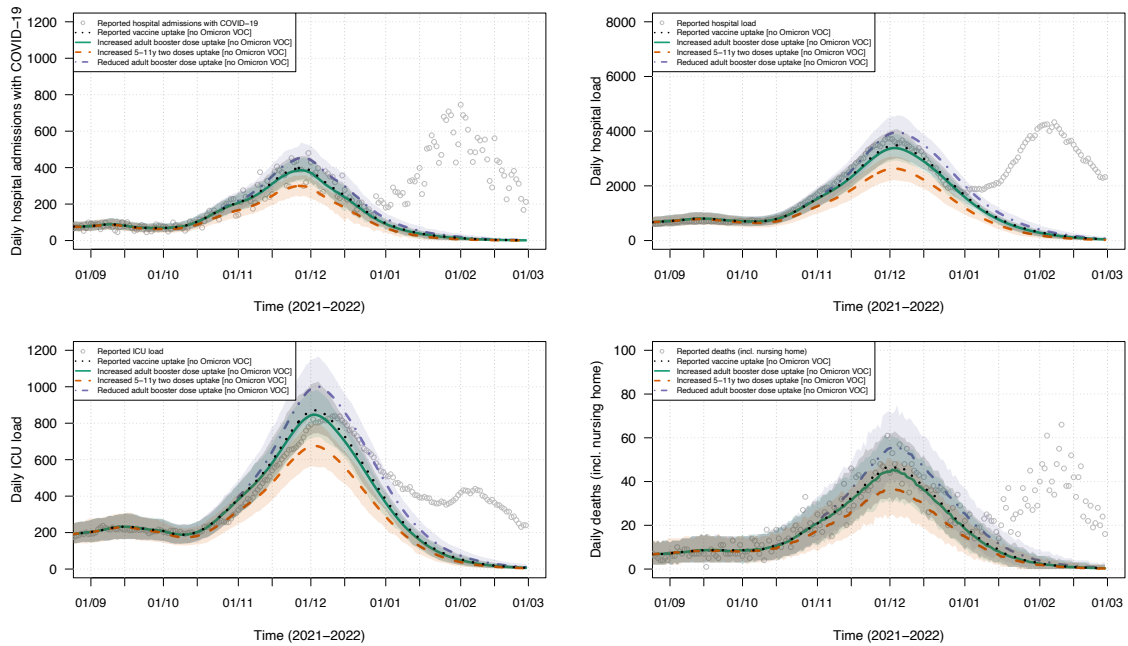 Daily hospital admissions with COVID−19
1200
1000
800
600
400
200
0
Reported hospital admissions with COVID−19
Reported vaccine uptake [no Omicron VOC]
Increased adult booster dose uptake [no Omicron VOC]
Increased 5−11y two doses uptake [no Omicron VOC]
Reduced adult booster dose uptake [no Omicron VOC]
01/09 01/10 01/11 01/12 01/01 01/02 01/03
Time (2021−2022)
Daily hospital load
8000
6000
4000
2000
0
Reported hospital load
Reported vaccine uptake [no Omicron VOC]
Increased adult booster dose uptake [no Omicron VOC]
Increased 5−11y two doses uptake [no Omicron VOC]
Reduced adult booster dose uptake [no Omicron VOC]
01/09 01/10 01/11 01/12 01/01 01/02 01/03
Time (2021−2022)
Daily ICU load
1200
1000
800
600
400
200
0
Reported ICU load
Reported vaccine uptake [no Omicron VOC]
Increased adult booster dose uptake [no Omicron VOC]
Increased 5−11y two doses uptake [no Omicron VOC]
Reduced adult booster dose uptake [no Omicron VOC]
01/09 01/10 01/11 01/12 01/01 01/02 01/03
Time (2021−2022)
Daily deaths (incl. nursing home)
100
80
60
40
20
0
Reported deaths (incl. nursing home)
Reported vaccine uptake [no Omicron VOC]
Increased adult booster dose uptake [no Omicron VOC]
Increased 5−11y two doses uptake [no Omicron VOC]
Reduced adult booster dose uptake [no Omicron VOC]
01/09 01/10 01/11 01/12 01/01 01/02 01/03
Time (2021−2022)